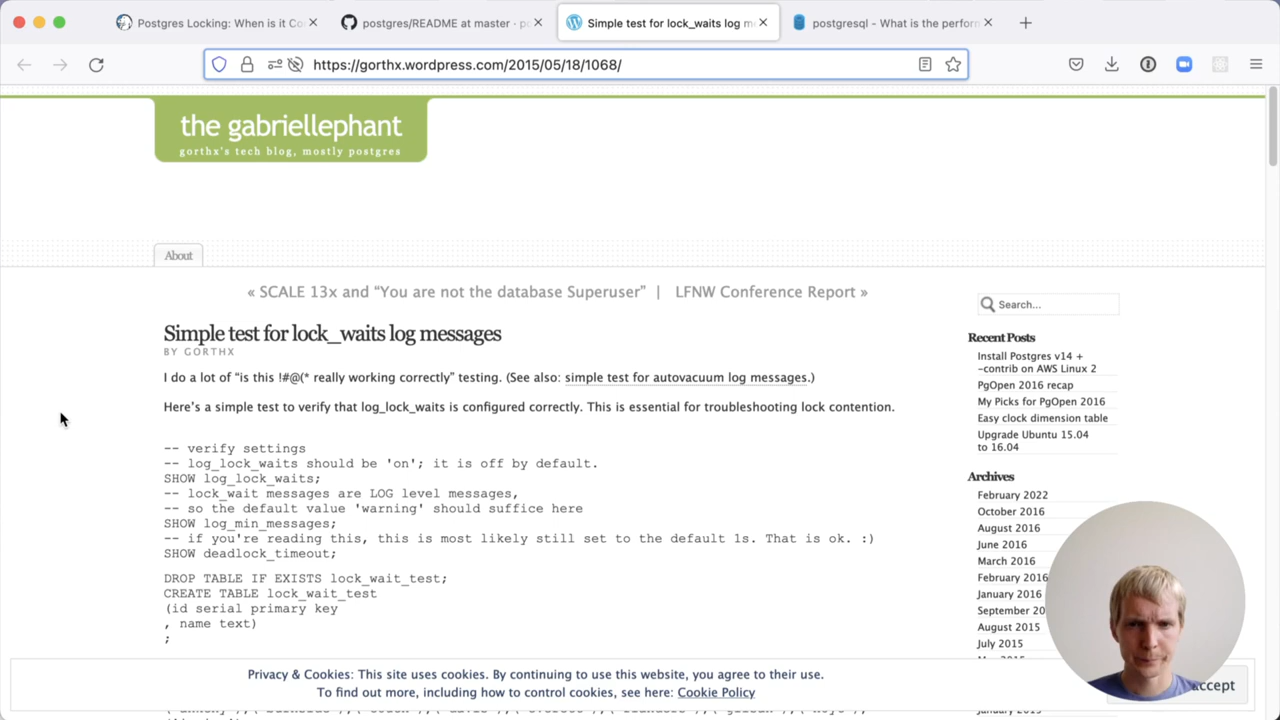 Postgres Locking: When is it Co
postgres/README at master · po
Simple test for lock_waits log m
postgresql - What is the perform
https://gorthx.wordpress.com/2015/05/18/1068/
the gabriellephant
gorthx's tech blog, mostly postgres
About
« SCALE 13x and “You are not the database Superuser” | LFNW Conference Report »
Simple test for lock_waits log messages
BY GORTHX
I do a lot of “is this !#@(* really working correctly” testing. (See also: simple test for autovacuum log messages.)
Here’s a simple test to verify that log_lock_waits is configured correctly. This is essential for troubleshooting lock contention.
-- verify settings
-- log_lock_waits should be 'on'; it is off by default.
SHOW log_lock_waits;
-- lock_wait messages are LOG level messages,
-- so the default value 'warning' should suffice here
SHOW log_min_messages;
-- if you're reading this, this is most likely still set to the default 1s. That is ok. :)
SHOW deadlock_timeout;
DROP TABLE IF EXISTS lock_wait_test;
CREATE TABLE lock_wait_test
(id serial primary key
, name text)
;
Search...
Recent Posts
Install Postgres v14 +
-contrib on AWS Linux 2
PgOpen 2016 recap
My Picks for PgOpen 2016
Easy clock dimension table
Upgrade Ubuntu 15.04
to 16.04
Archives
February 2022
October 2016
August 2016
June 2016
March 2016
February 2016
January 2016
September 20
August 2015
July 2015
Privacy & Cookies: This site uses cookies. By continuing to use this website, you agree to their use.
To find out more, including how to control cookies, see here: Cookie Policy
ccept